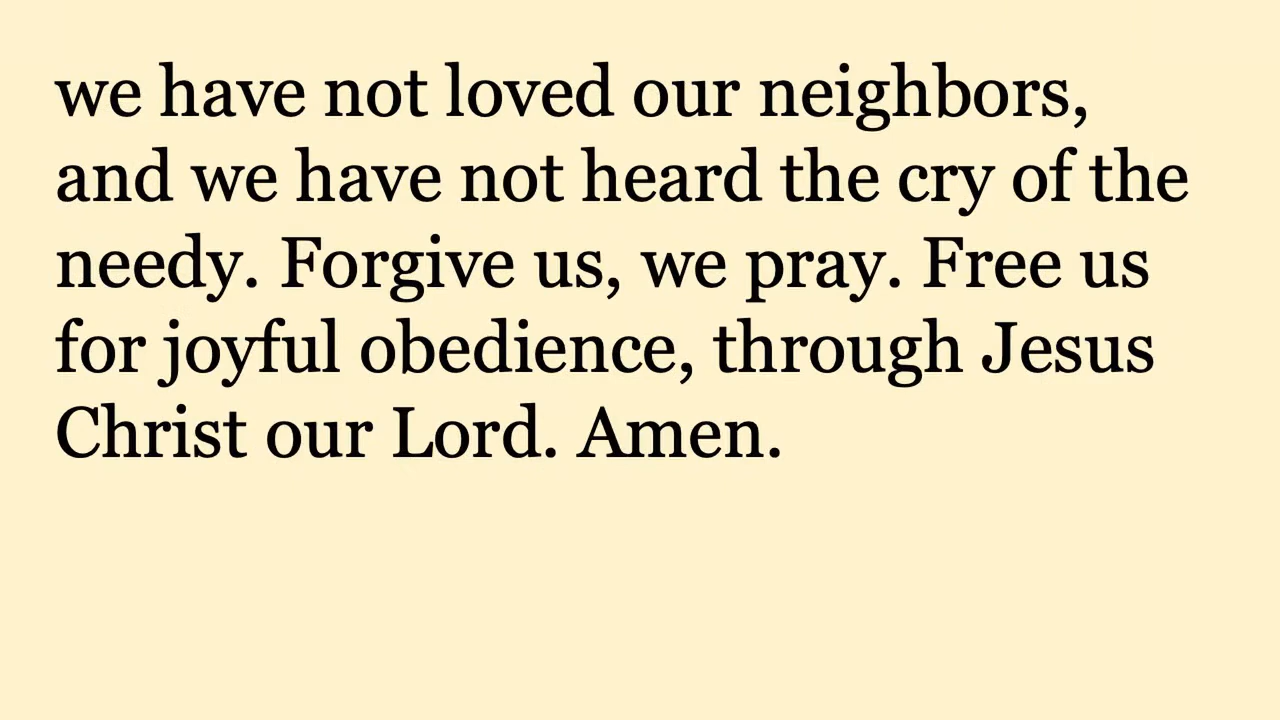 we have not loved our neighbors,
and we have not heard the cry of the
needy. Forgive us, we pray. Free us
for joyful obedience, through Jesus
Christ our Lord. Amen.